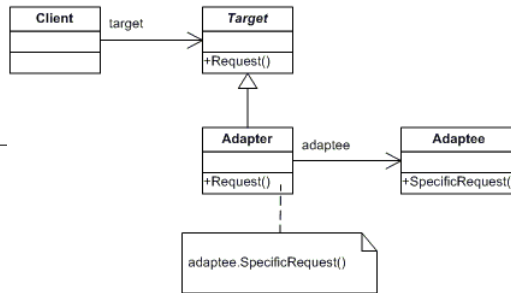 Client
target
Target
+Request()
Adapter
adaptee
Adaptee
+Request()
+SpecificRequest(
adaptee.SpecificRequest()